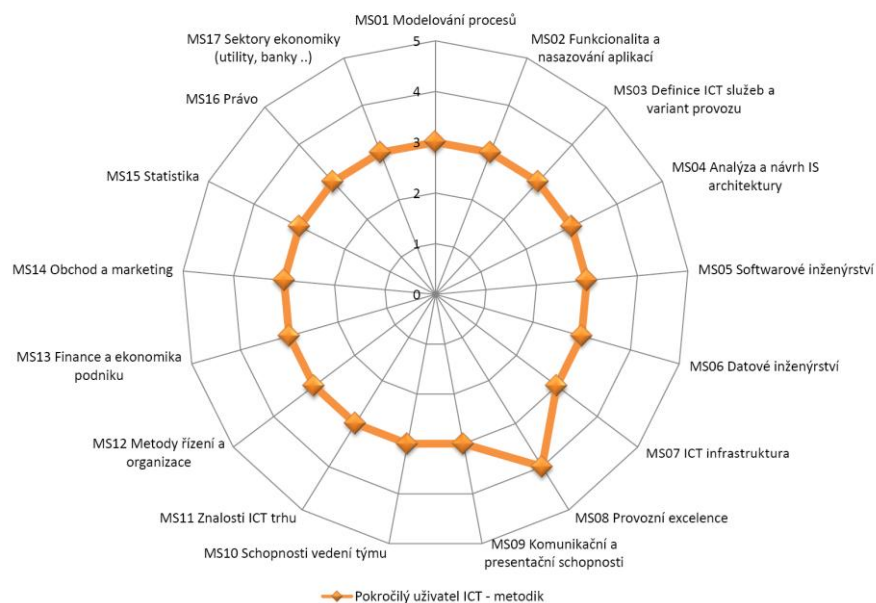 MS01 Modelování procesů
MS02 Funkcionalita a
nasazování aplikací
MS03 Definice ICT služeb a
variant provozu
MS04 Analýza a návrh IS
architektury
MS05 Softwarové inženýrství
MS06 Datové inženýrství
MS07 ICT infrastruktura
MS08 Provozní excelence
MS09 Komunikační a
presentační schopnosti
MS10 Schopnosti vedení týmu
MS11 Znalosti ICT trhu
MS12 Metody řízení a
organizace
MS13 Finance a ekonomika
podniku
MS14 Obchod a marketing
MS15 Statistika
MS16 Právo
MS17 Sektory ekonomiky
(utility, banky ..)
5
4
3
2
1
0
Pokročilý uživatel ICT - metodik